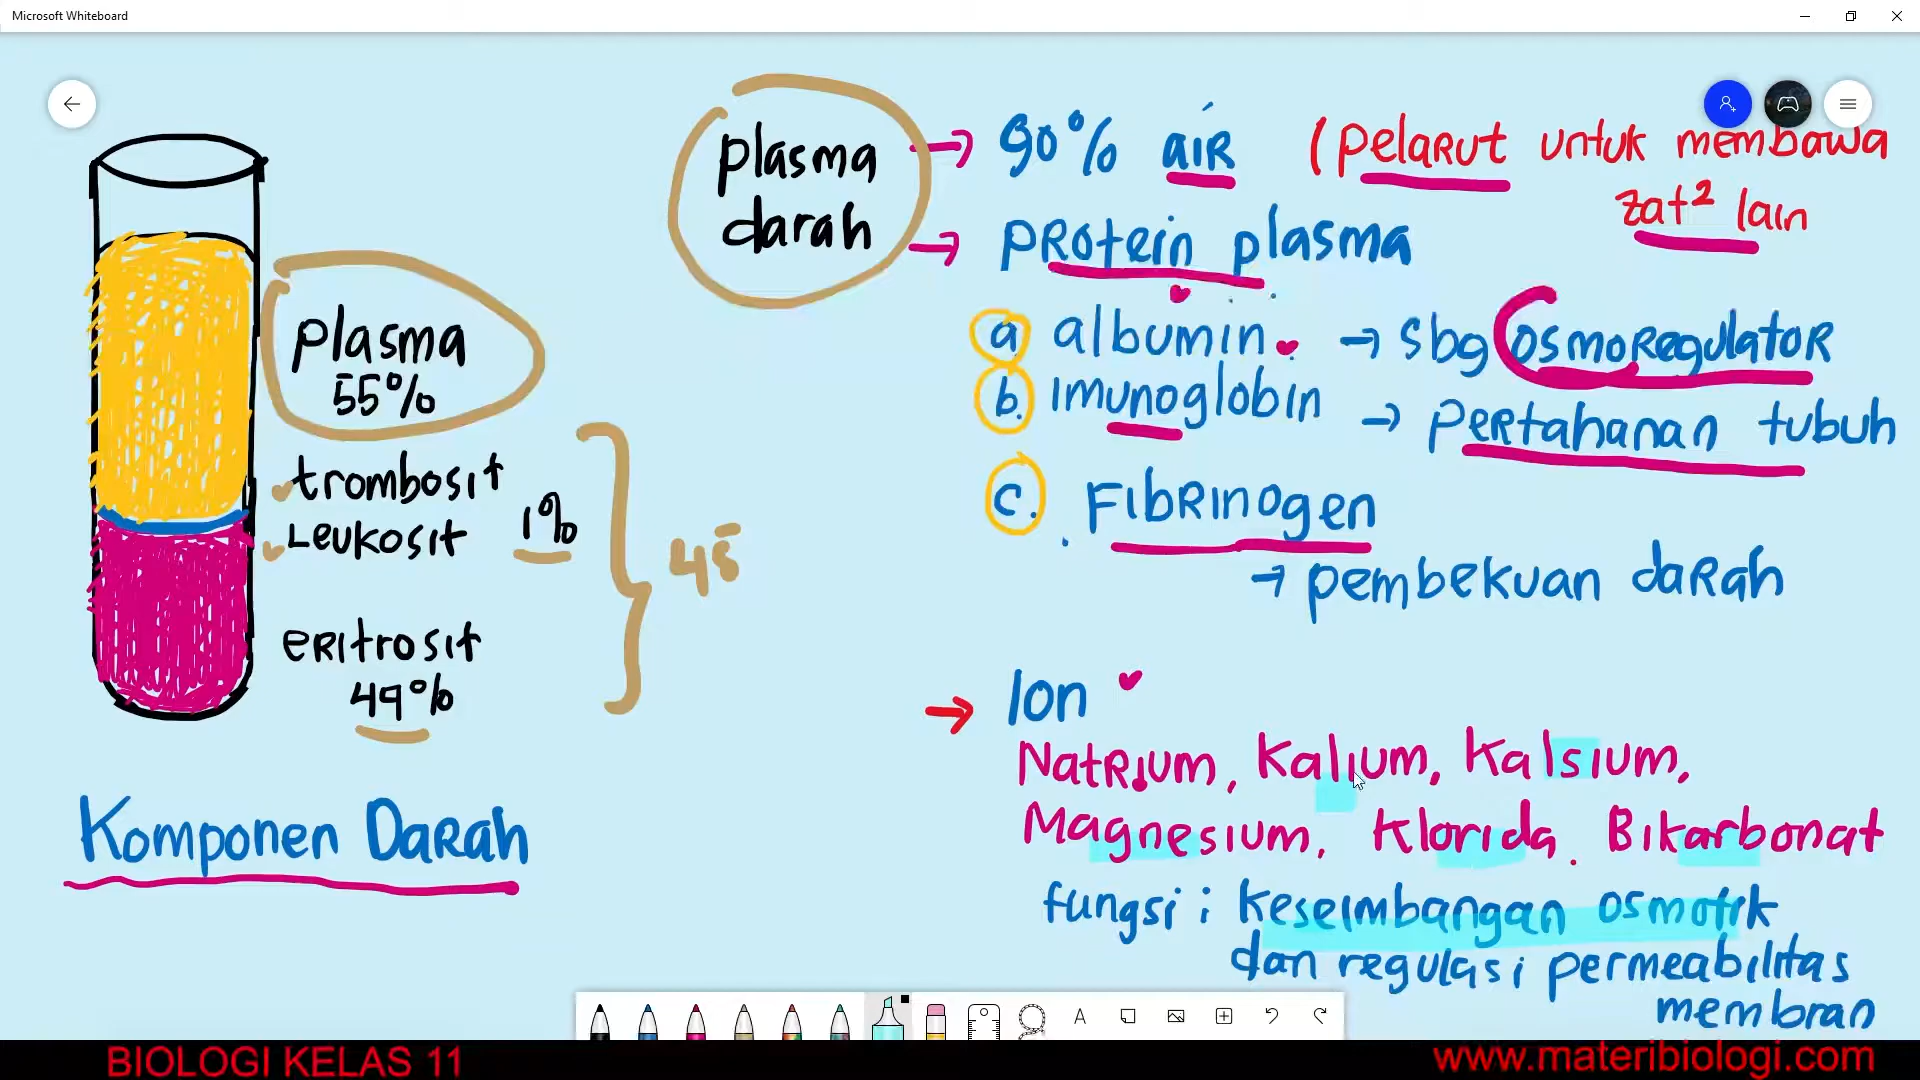 Microsoft Whiteboard
plasma
55%
trombosit
Leukosit 1%
eritrosit
49%
45
Komponen Darah
plasma
darah
→ 90% air (pelarut untuk membawa
zat² lain
→ protein plasma
a albumin. → sbg osmoregulator
b. imunoglobin → pertahanan tubuh
c. Fibrinogen
→ pembekuan darah
→ Ion
Natrium, Kalium, Kalsium,
Magnesium, Klorida. Bikarbonat
fungsi : keseimbangan osmotik
dan regulasi permeabilitas
membran
BIOLOGI KELAS 11
www.materibiologi.com